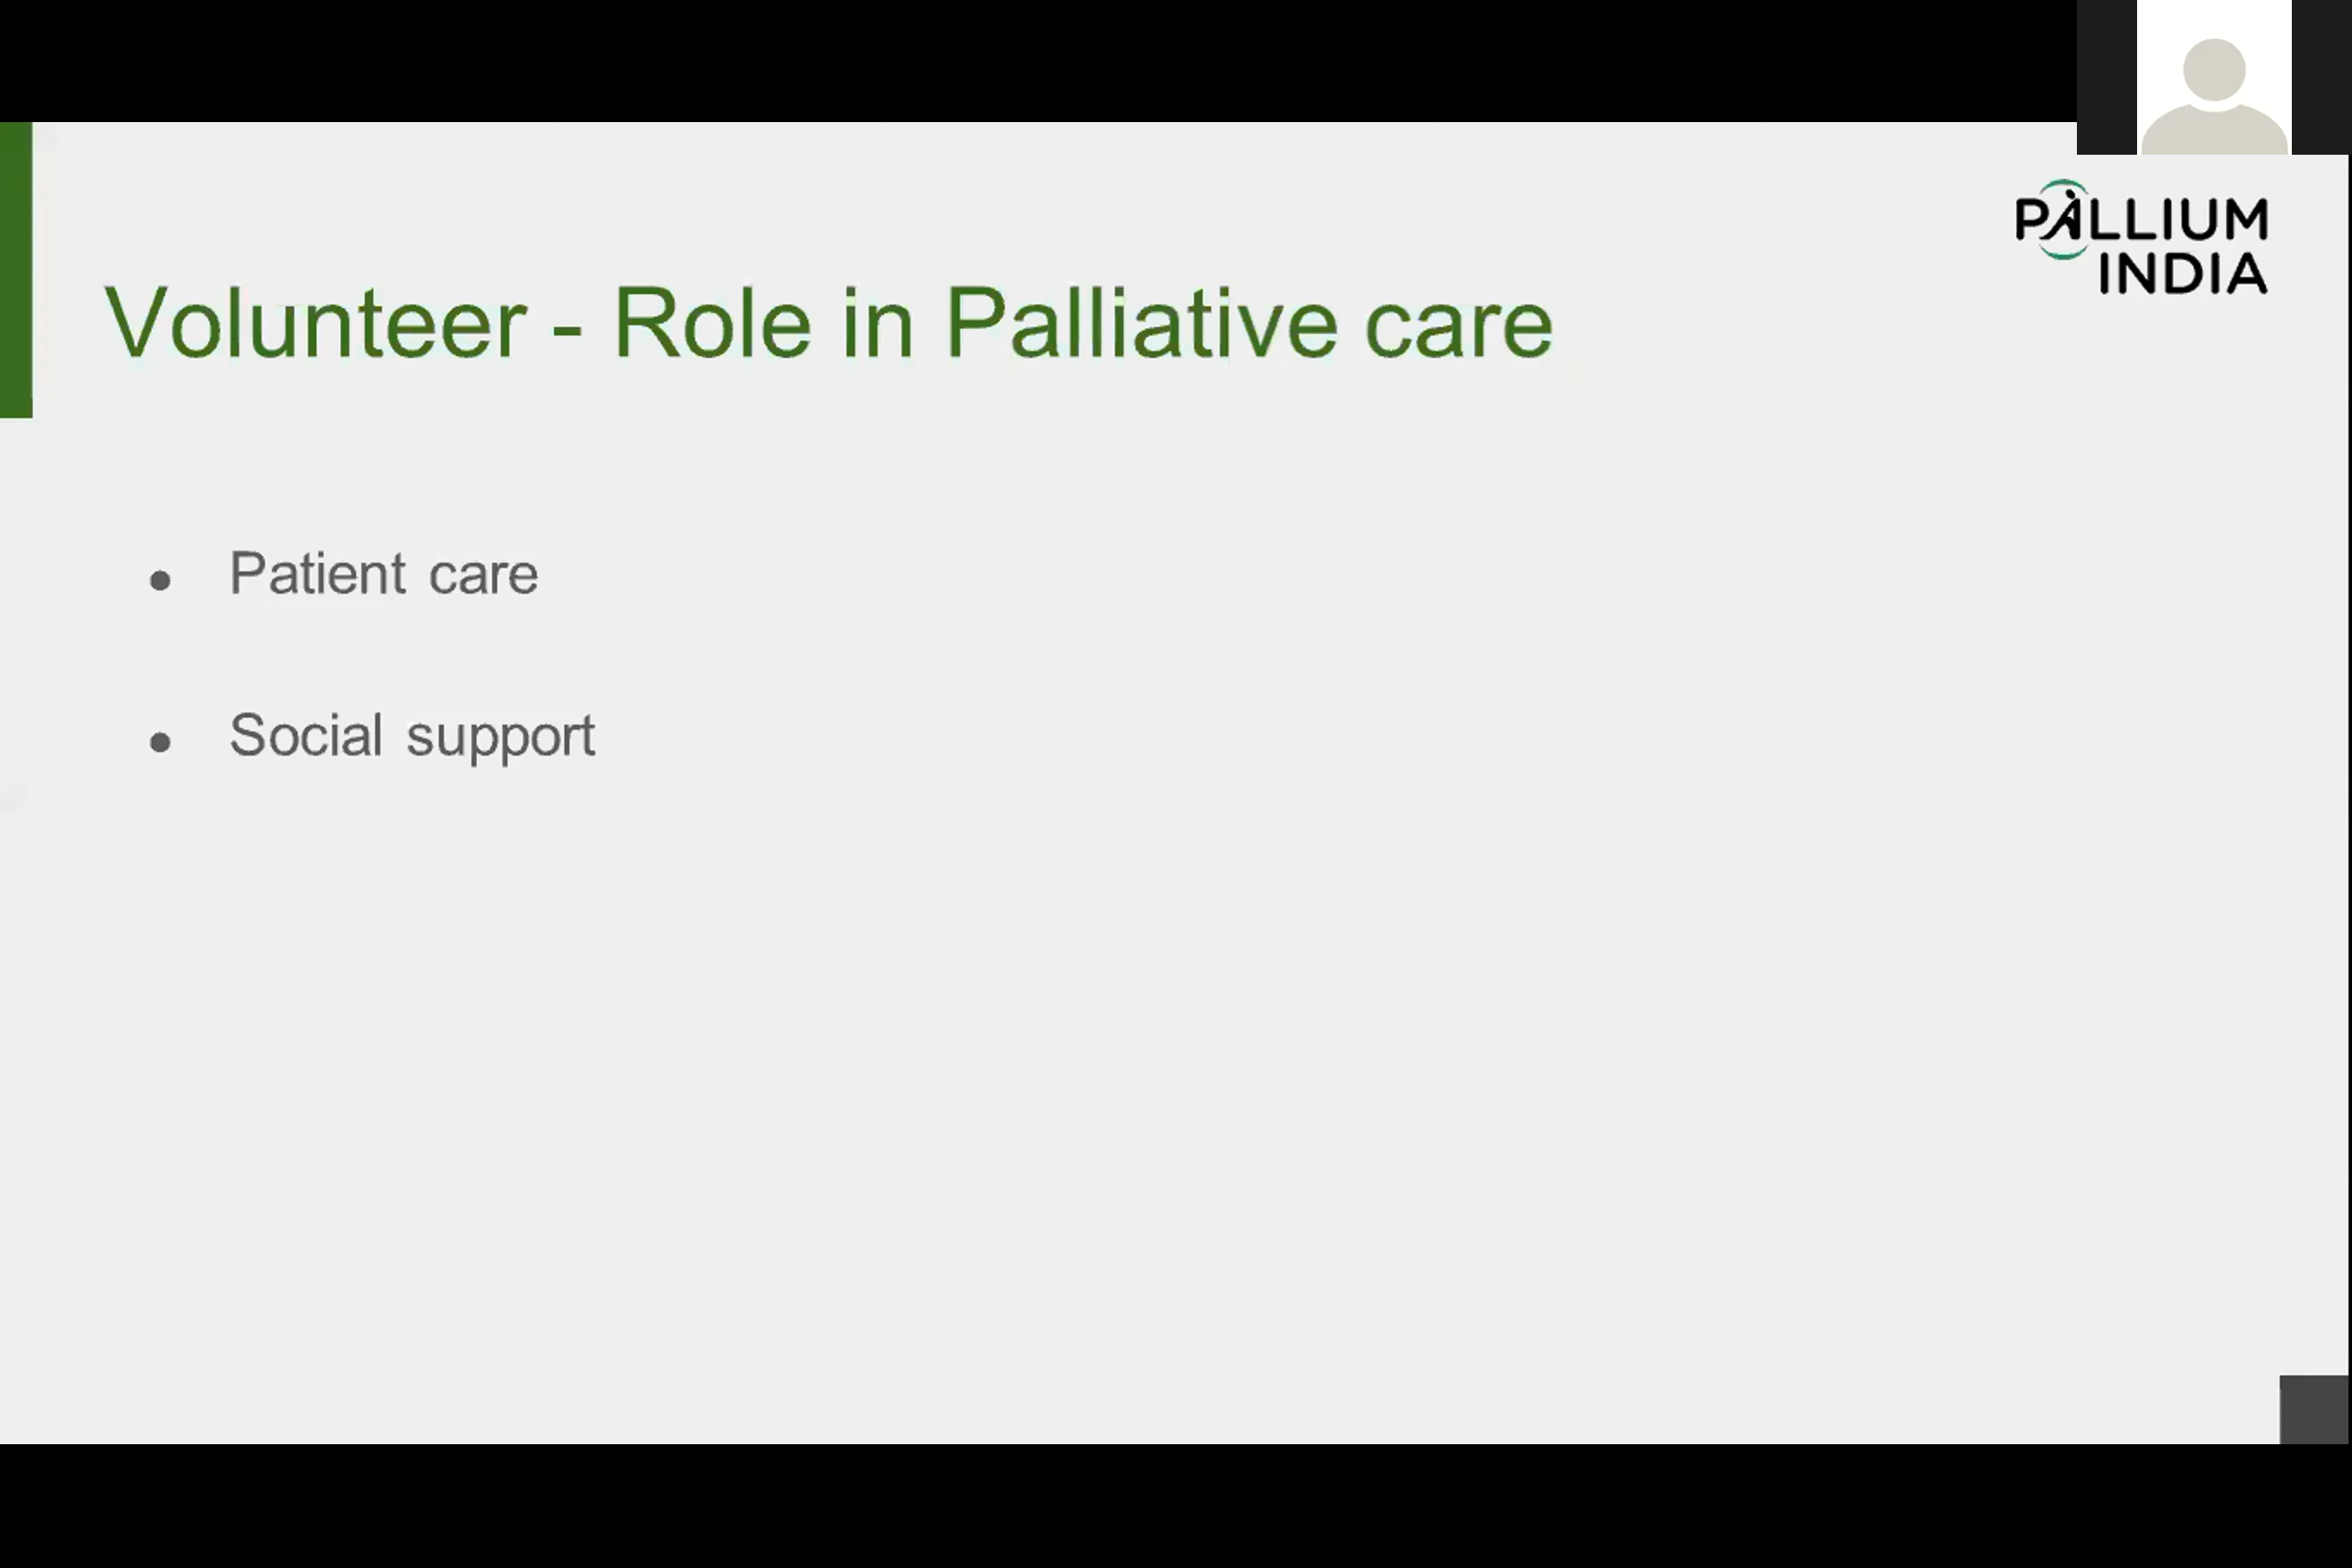 PALLIUM
INDIA
Volunteer - Role in Palliative care
• Patient care
• Social support